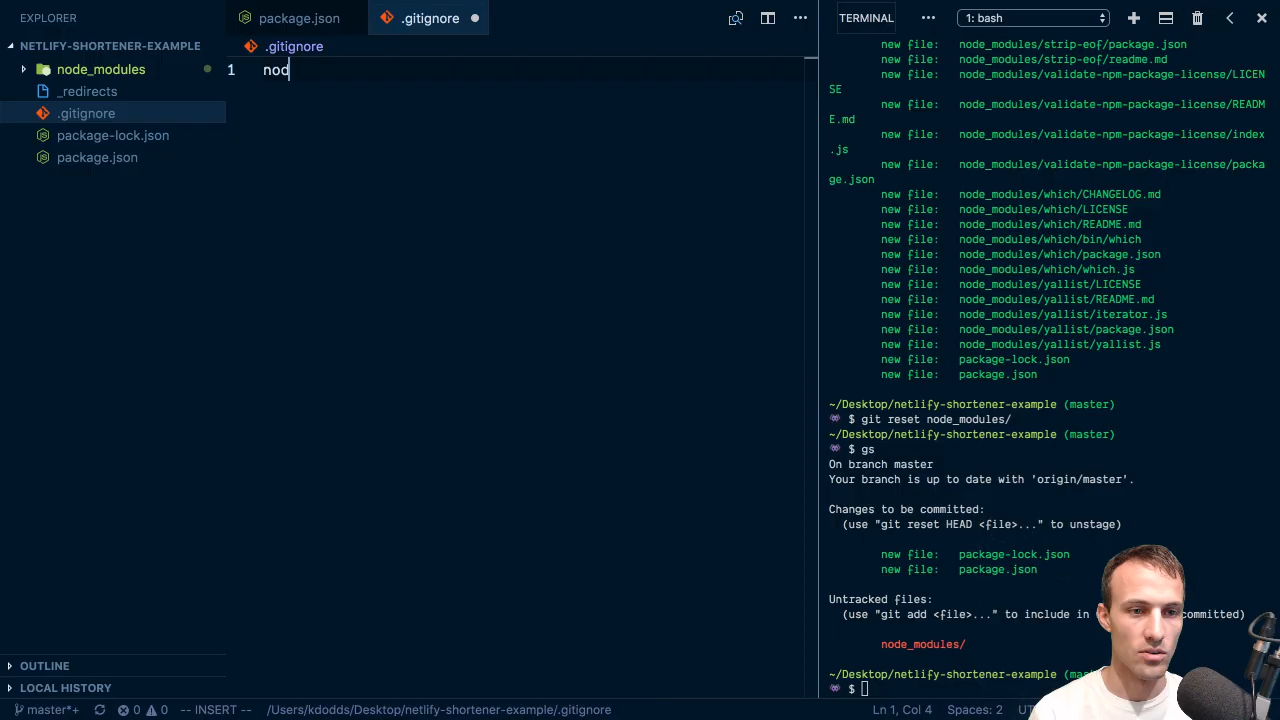 EXPLORER
NETLIFY-SHORTENER-EXAMPLE
node_modules
_redirects
.gitignore
package-lock.json
package.json
OUTLINE
LOCAL HISTORY
package.json
.gitignore
.gitignore
1 nod
TERMINAL
1: bash
new file: node_modules/strip-eof/package.json
new file: node_modules/strip-eof/readme.md
new file: node_modules/validate-npm-package-license/LICEN
SE
new file: node_modules/validate-npm-package-license/READM
E.md
new file: node_modules/validate-npm-package-license/index
.js
new file: node_modules/validate-npm-package-license/packa
ge.json
new file: node_modules/which/CHANGELOG.md
new file: node_modules/which/LICENSE
new file: node_modules/which/README.md
new file: node_modules/which/bin/which
new file: node_modules/which/package.json
new file: node_modules/which/which.js
new file: node_modules/yallist/LICENSE
new file: node_modules/yallist/README.md
new file: node_modules/yallist/iterator.js
new file: node_modules/yallist/package.json
new file: node_modules/yallist/yallist.js
new file: package-lock.json
new file: package.json
~/Desktop/netlify-shortener-example (master)
$ git reset node_modules/
~/Desktop/netlify-shortener-example (master)
$ gs
On branch master
Your branch is up to date with 'origin/master'.
Changes to be committed:
(use "git reset HEAD <file>..." to unstage)
new file: package-lock.json
new file: package.json
Untracked files:
(use "git add <file>..." to include in committed)
node_modules/
~/Desktop/netlify-shortener-example
$
master*+ 0 0 -- INSERT -- /Users/kdodds/Desktop/netlify-shortener-example/.gitignore Ln 1, Col 4 Spaces: 2